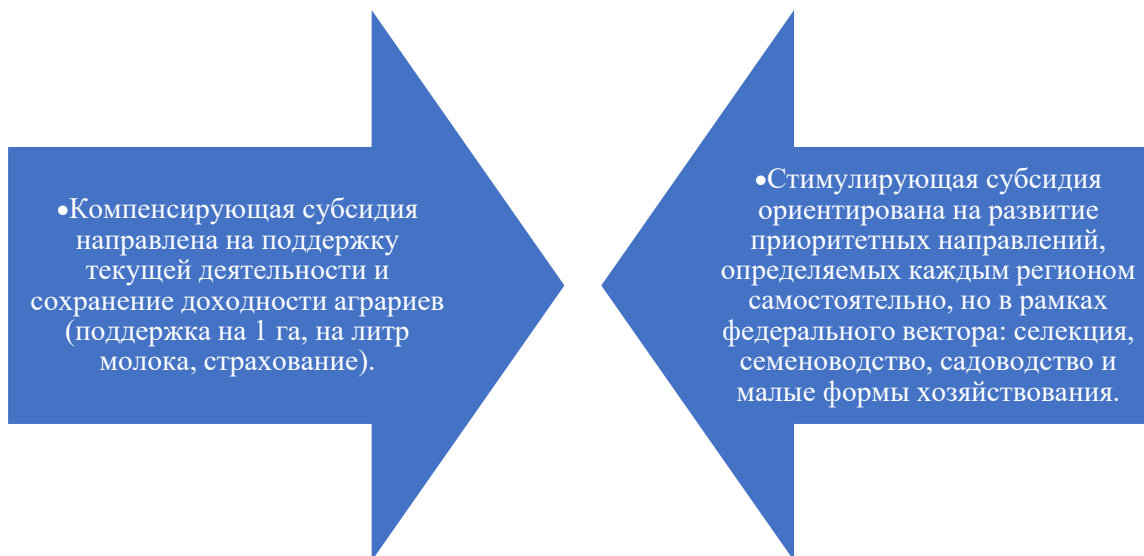 •Компенсирующая субсидия
направлена на поддержку
текущей деятельности и
сохранение доходности аграриев
(поддержка на 1 га, на литр
молока, страхование).
•Стимулирующая субсидия
ориентирована на развитие
приоритетных направлений,
определяемых каждым регионом
самостоятельно, но в рамках
федерального вектора: селекция,
семеноводство, садоводство и
малые формы хозяйствования.